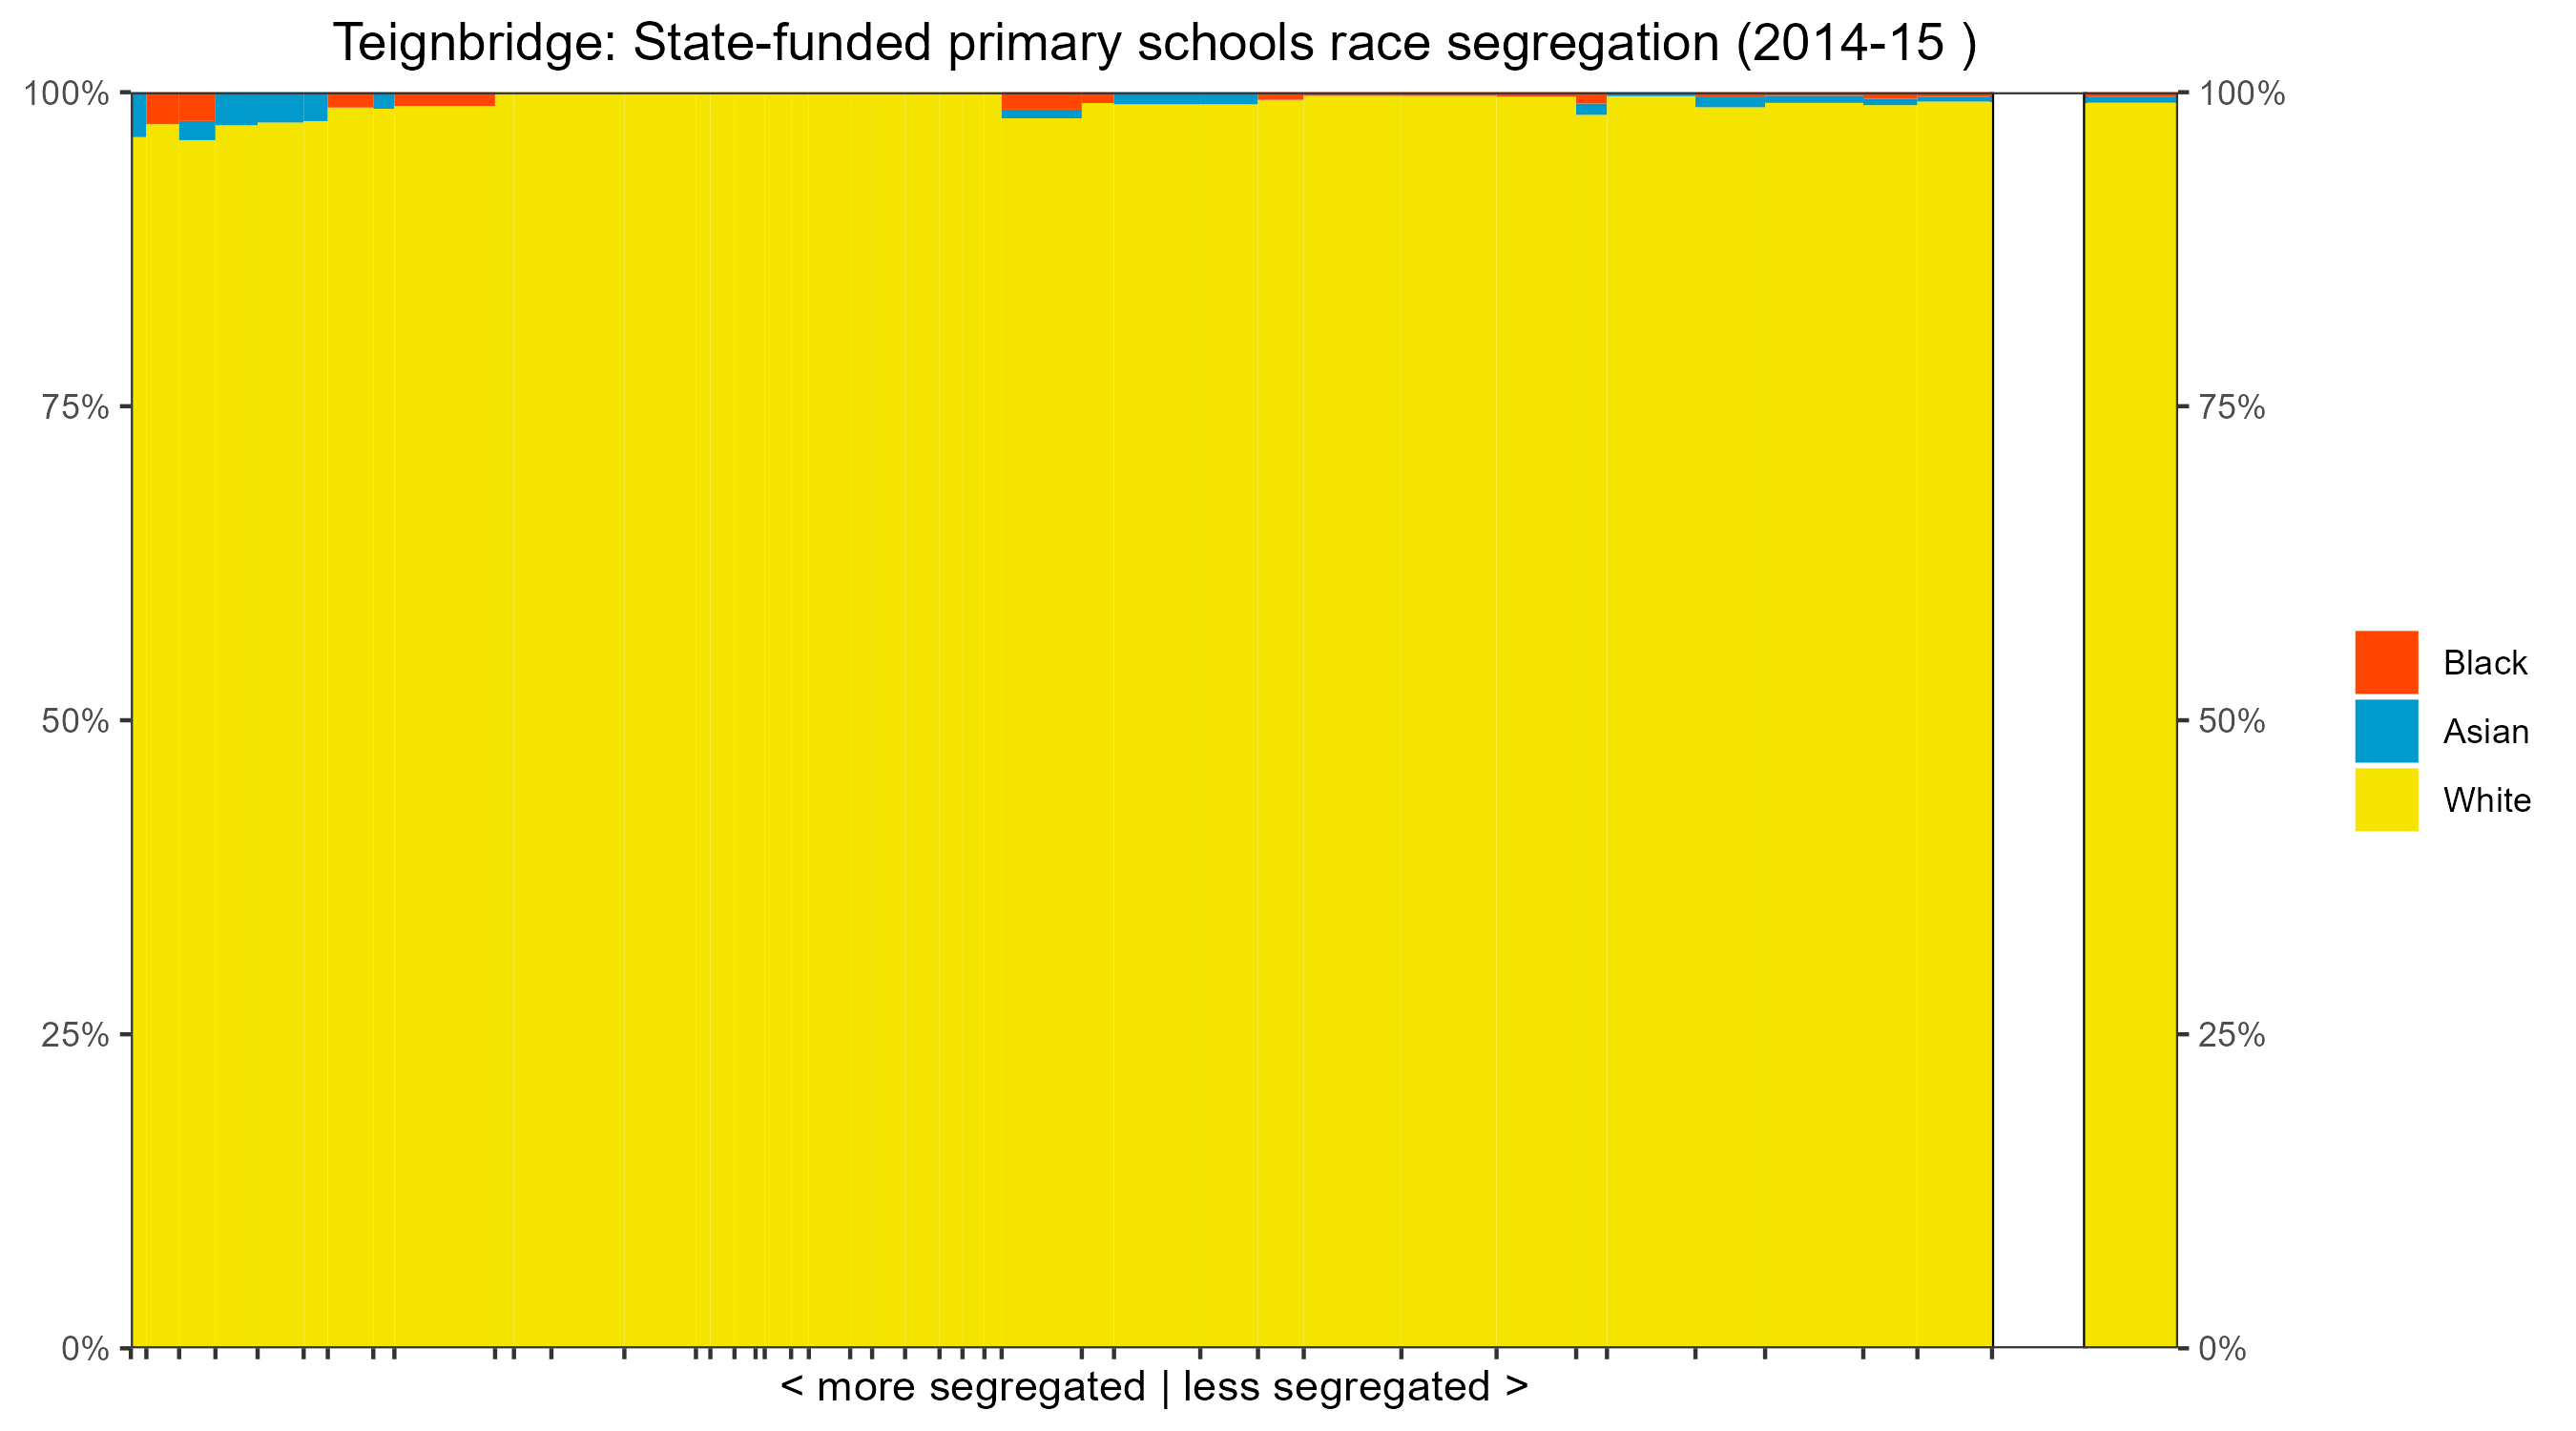 Teignbridge: State-funded primary schools race segregation (2014-15 )
100%
75%
50%
25%
0%
100%
75%
50%
25%
0%
Black
Asian
White
< more segregated | less segregated >